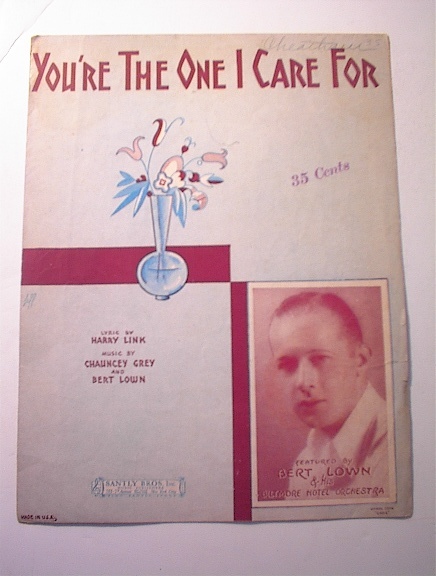 YOU'RE THE ONE I CARE FOR
35 Cents
LYRIC BY
HARRY LINK
MUSIC BY
CHAUNCEY GREY
AND
BERT LOWN
FEATURED BY
BERT LOWN
& HIS
BILTMORE HOTEL ORCHESTRA
SANTLY BROS. Inc.
MADE IN U.S.A.